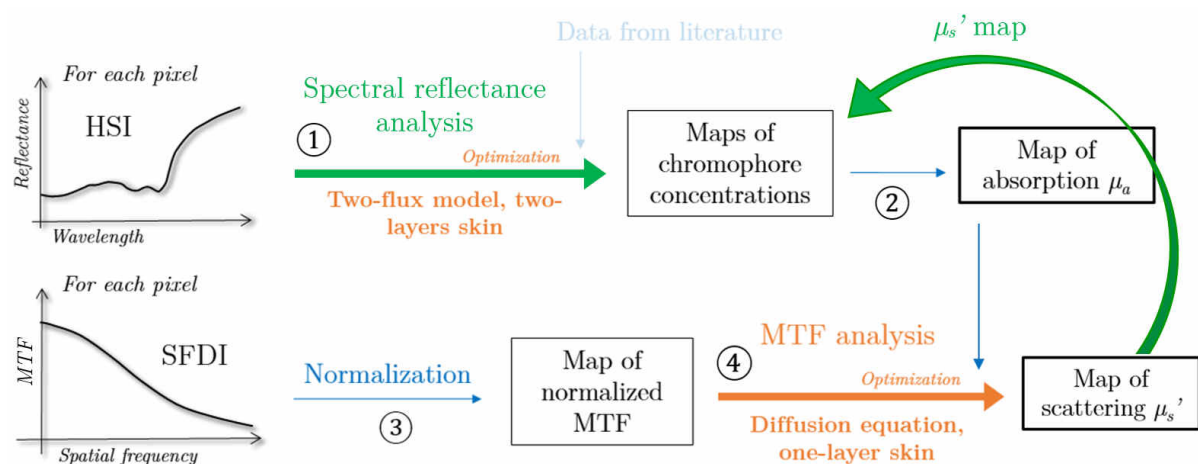 Data from literature
μs’ map
For each pixel
Reflectance
HSI
Wavelength
Spectral reflectance
analysis
①
Optimization
Two-flux model, two-
layers skin
Maps of
chromophore
concentrations
②
Map of
absorption μa
For each pixel
MTF
SFDI
Spatial frequency
Normalization
③
Map of
normalized
MTF
MTF analysis
④
Optimization
Diffusion equation,
one-layer skin
Map of
scattering μs’